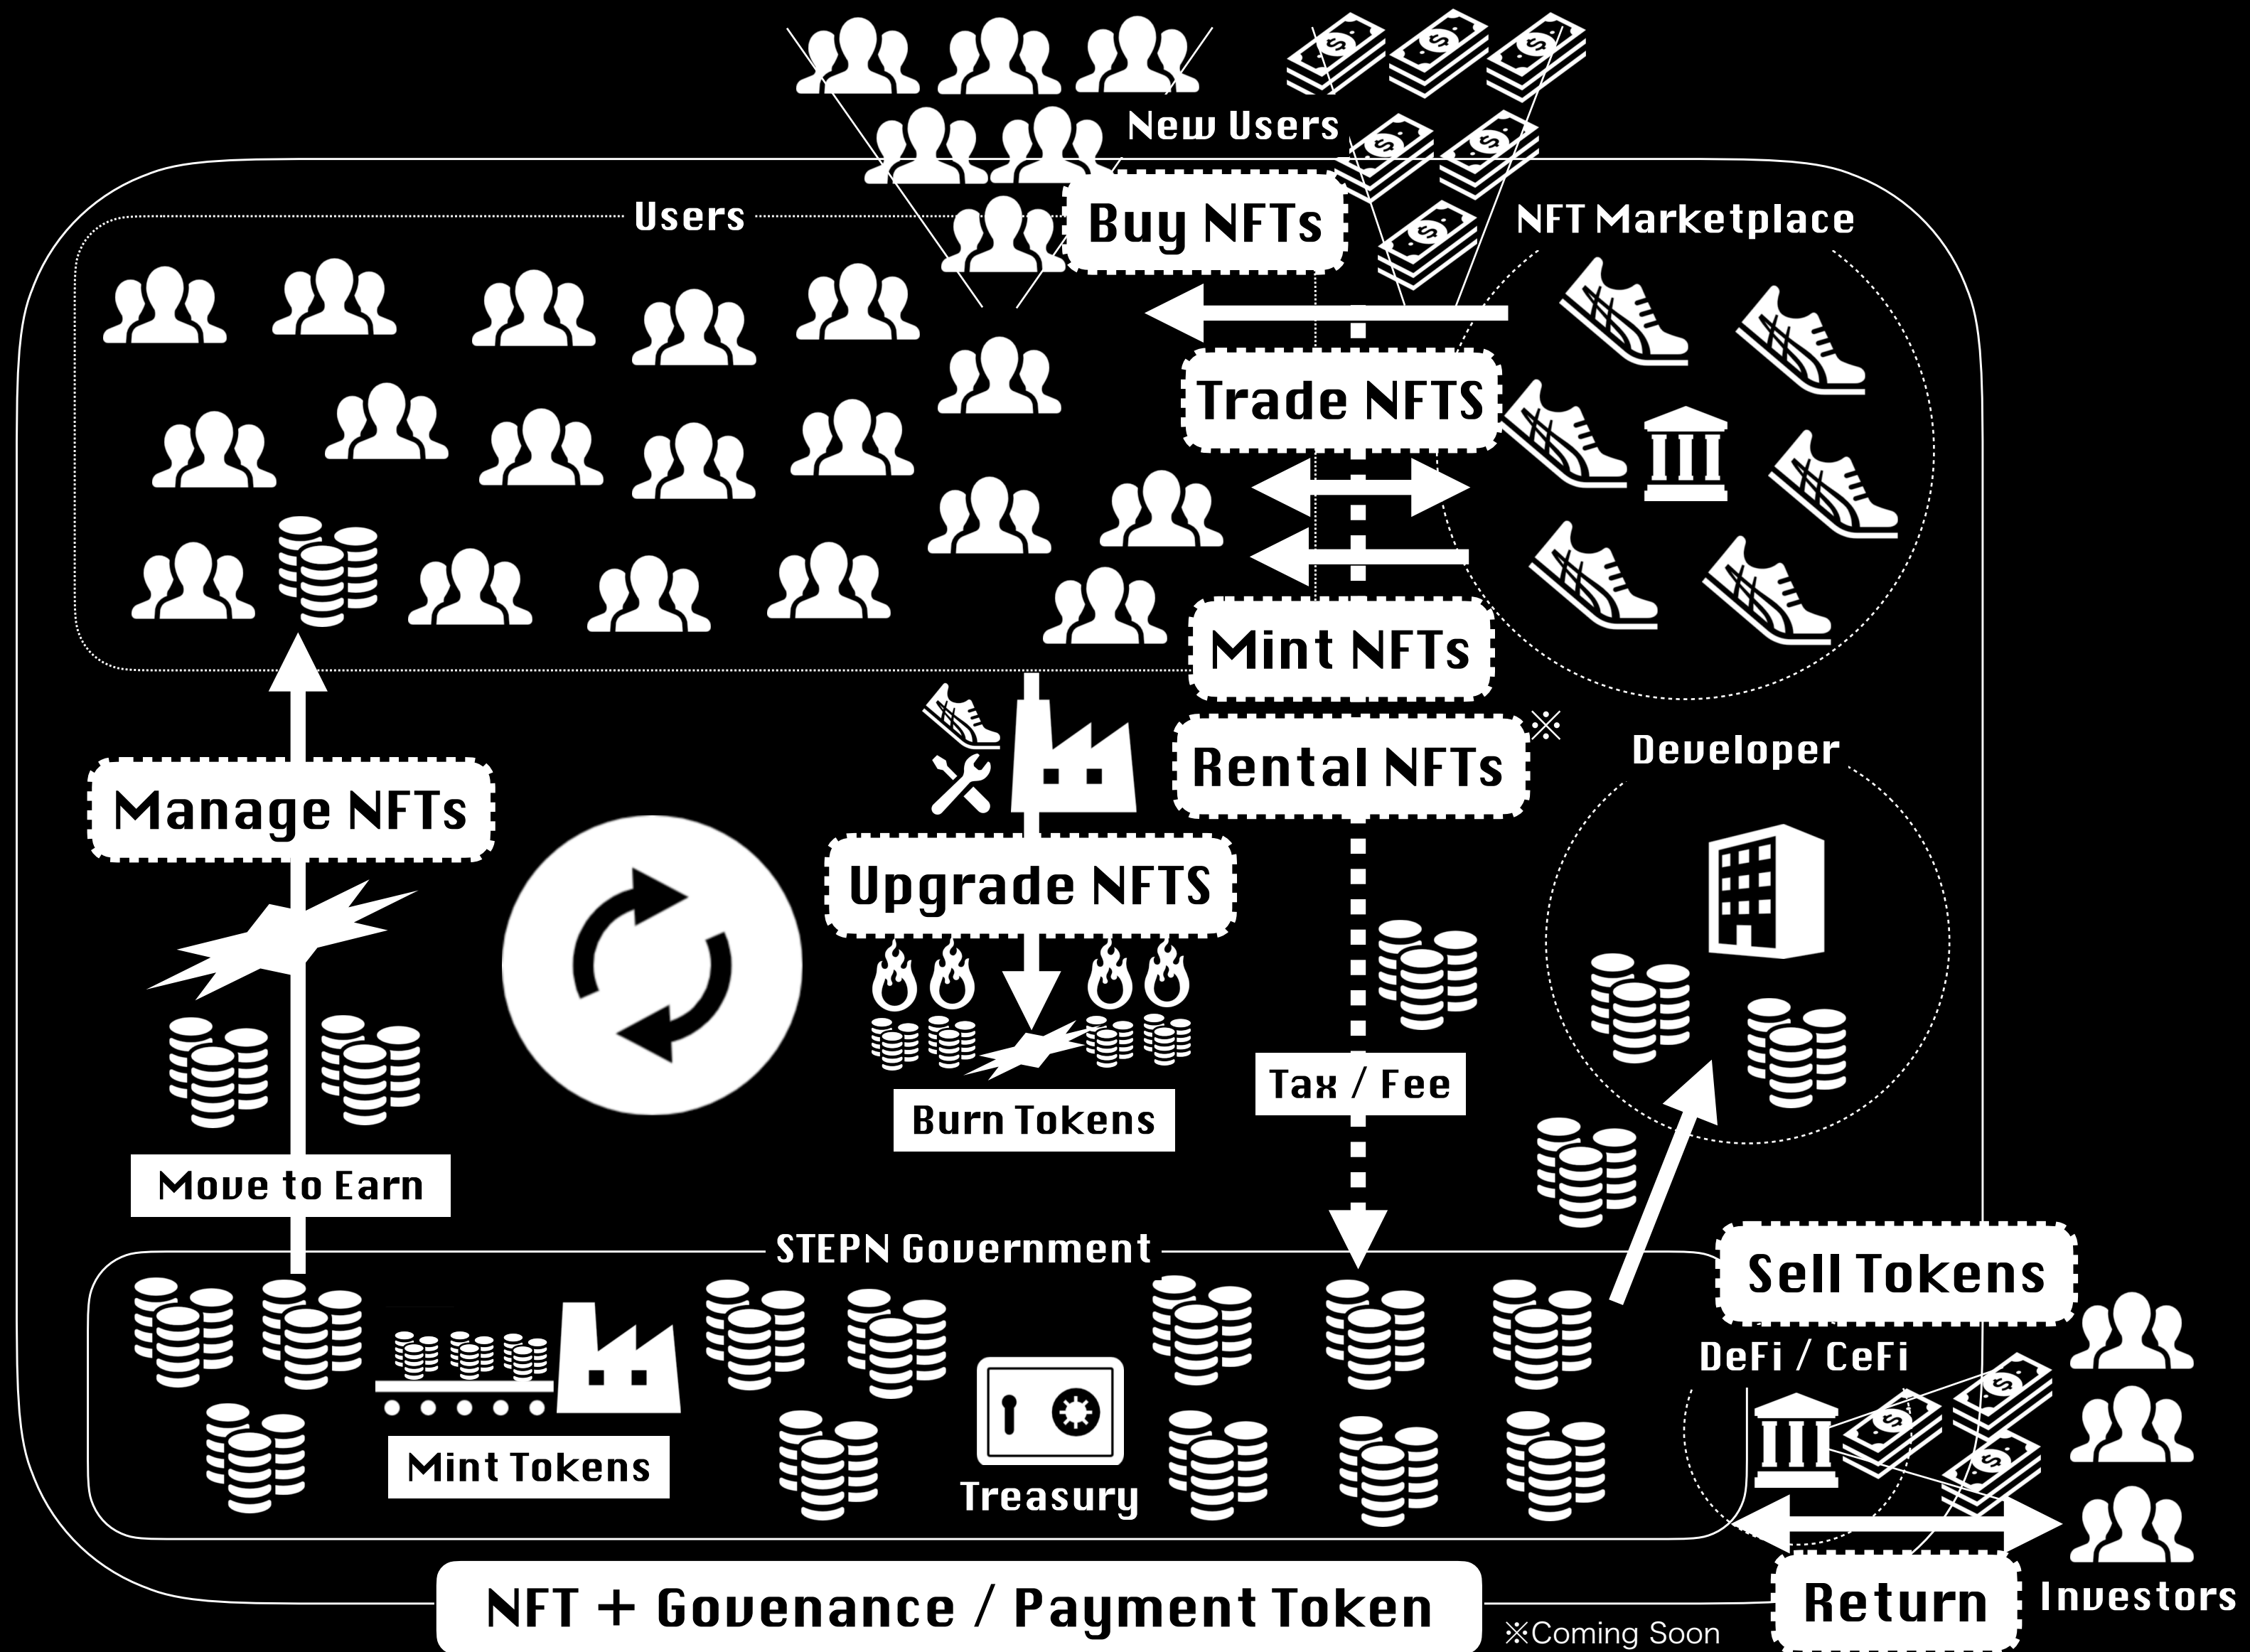 New Users
Buy NFTs
Users
NFT Marketplace
Trade NFTS
Mint NFTs
Rental NFTs
※
Developer
Manage NFTs
Upgrade NFTS
Tax / Fee
Burn Tokens
Move to Earn
STEPN Government
Sell Tokens
DeFi / CeFi
Mint Tokens
Treasury
NFT + Govenance / Payment Token
Return
Investors
※Coming Soon